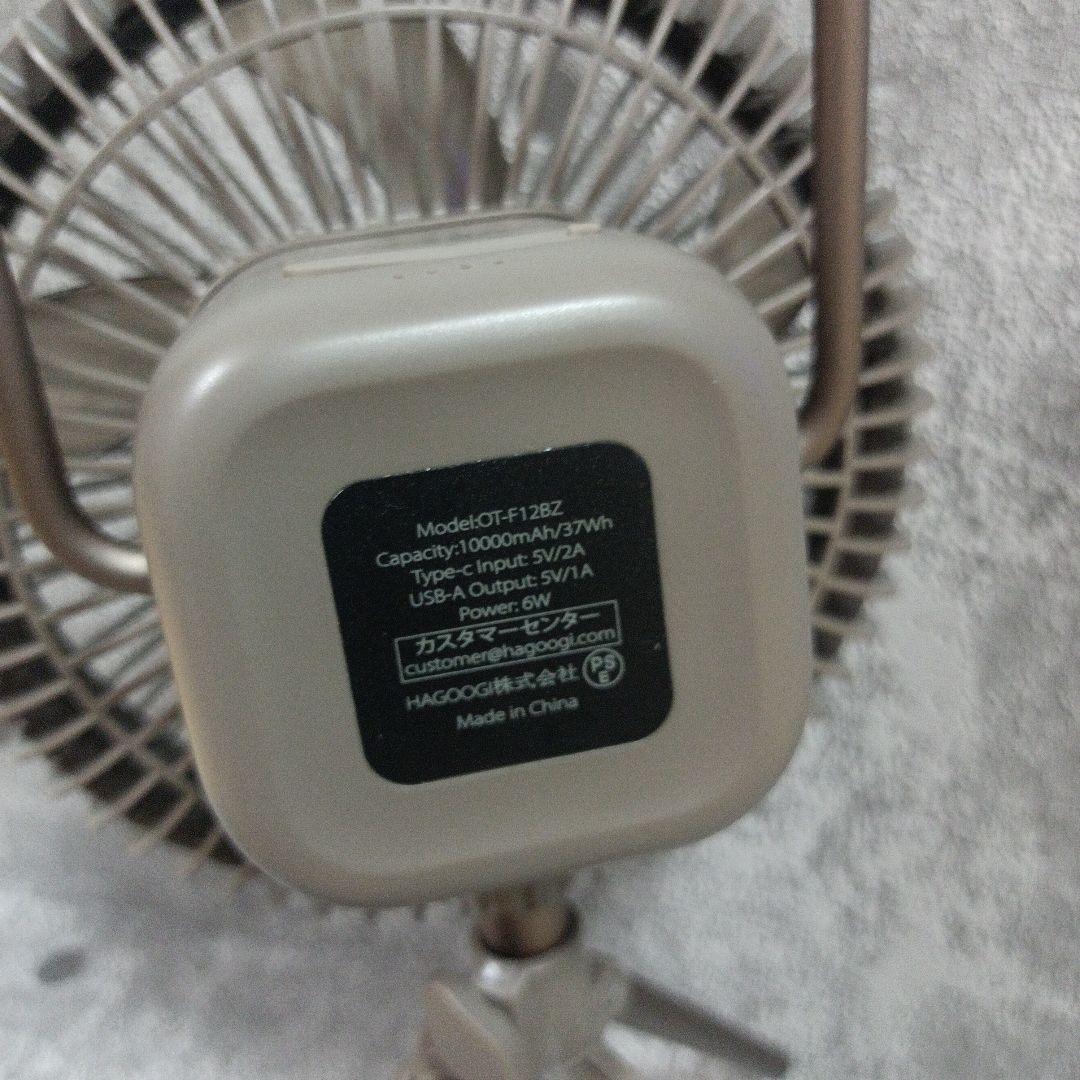 Model:OT-F12BZ
Capacity:10000mAh/37Wh
Type-c Input: 5V/2A
USB-A Output: 5V/1A
Power: 6W
カスタマーセンター
customer@hagoogi.com
HAGOOGI株式会社 PSE
Made in China